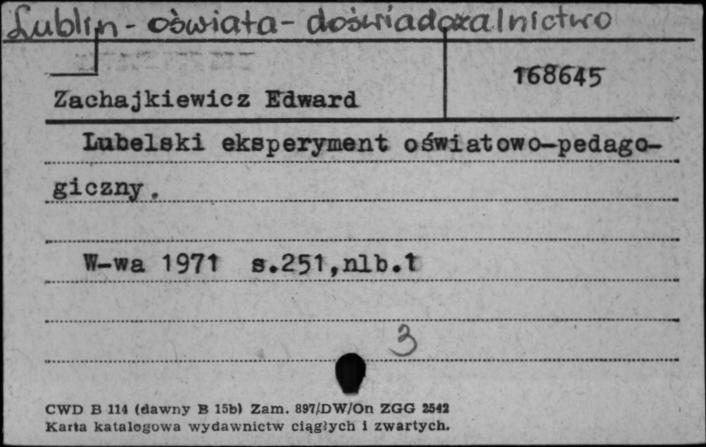 Lublin - oświata - doświadczalnictwo
168645
Zachajkiewicz Edward
Lubelski eksperyment oświatowo-pedago-
giczny.
W-wa 1971 s.251,nlb.1
3
CWD B 114 (dawny B 15b) Zam. 897/DW/On ZGG 2542
Karta katalogowa wydawnictw ciągłych i zwartych.